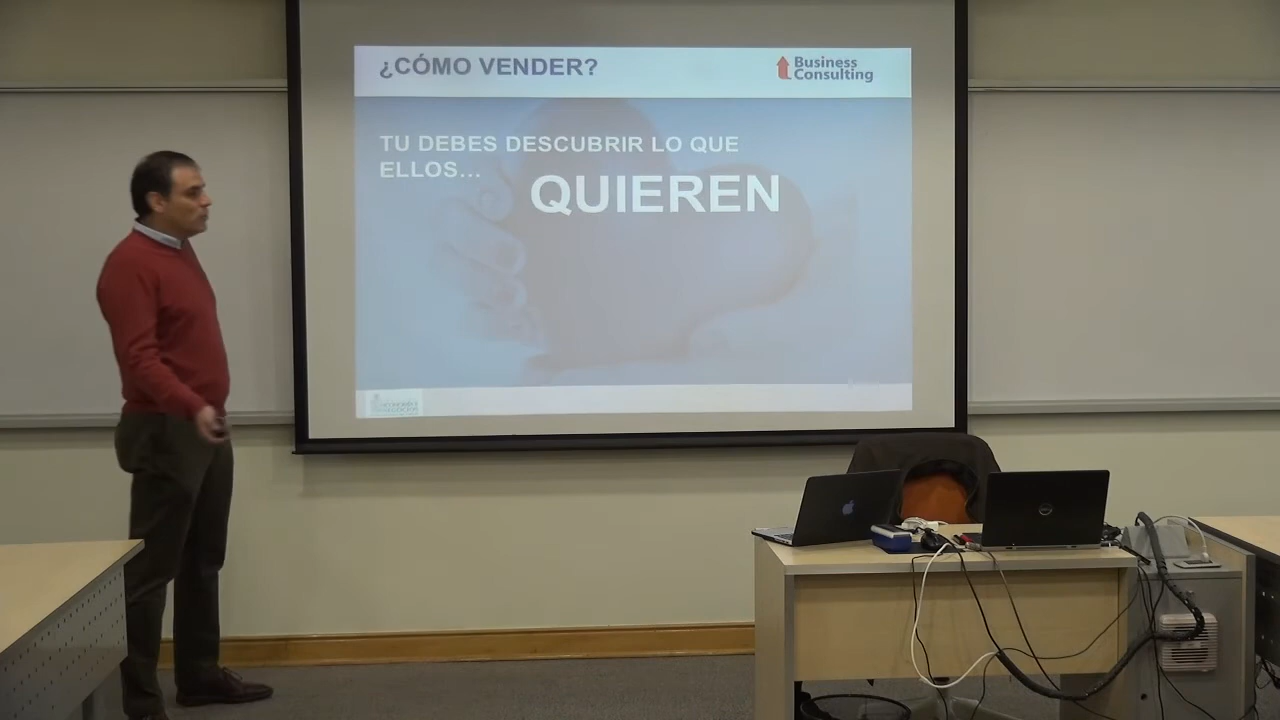 ¿CÓMO VENDER?
Business
Consulting
TU DEBES DESCUBRIR LO QUE
ELLOS...
QUIEREN